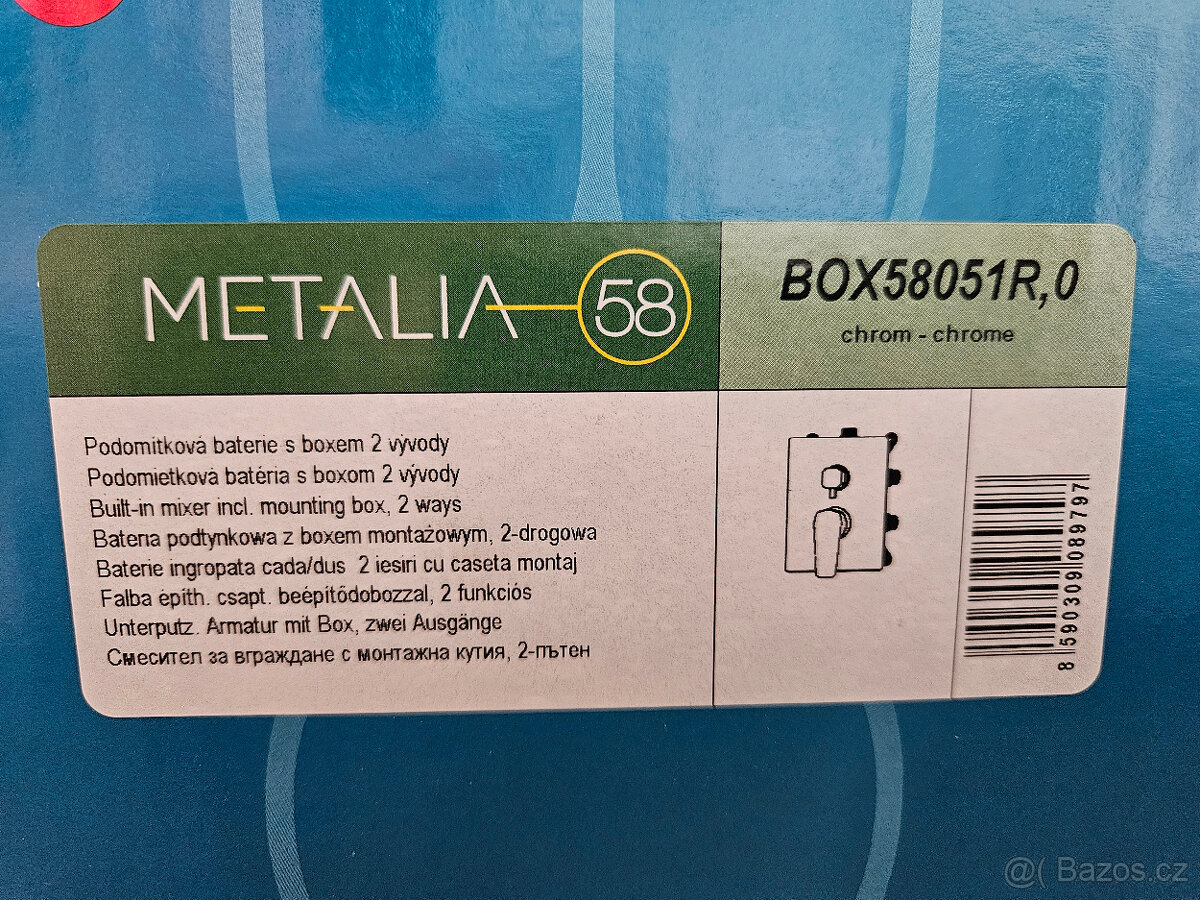 METALIA 58
BOX58051R,0
chrom - chrome
Podomítková baterie s boxem 2 vývody
Podomietková batéria s boxom 2 vývody
Built-in mixer incl. mounting box, 2 ways
Bateria podtynkowa z boxem montażowym, 2-drogowa
Baterie ingropata cada/dus 2 iesiri cu caseta montaj
Falba épith. csapt. beépítődobozzal, 2 funkciós
Unterputz. Armatur mit Box, zwei Ausgänge
Смесител за вграждане с монтажна кутия, 2-пътен
8 590309 089797
@( Bazos.cz